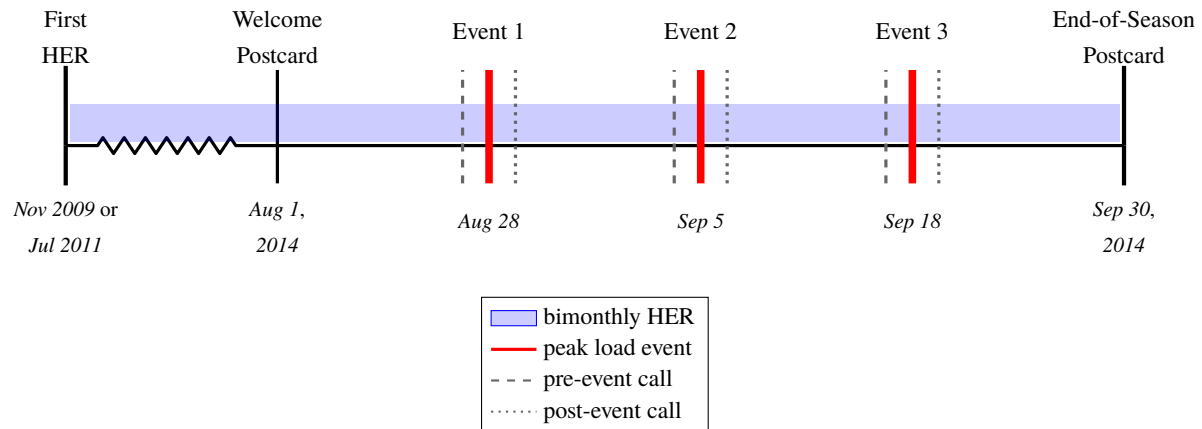 First
HER
Welcome
Postcard
Event 1
Event 2
Event 3
End-of-Season
Postcard
Nov 2009 or
Jul 2011
Aug 1,
2014
Aug 28
Sep 5
Sep 18
Sep 30,
2014
bimonthly HER
peak load event
pre-event call
post-event call